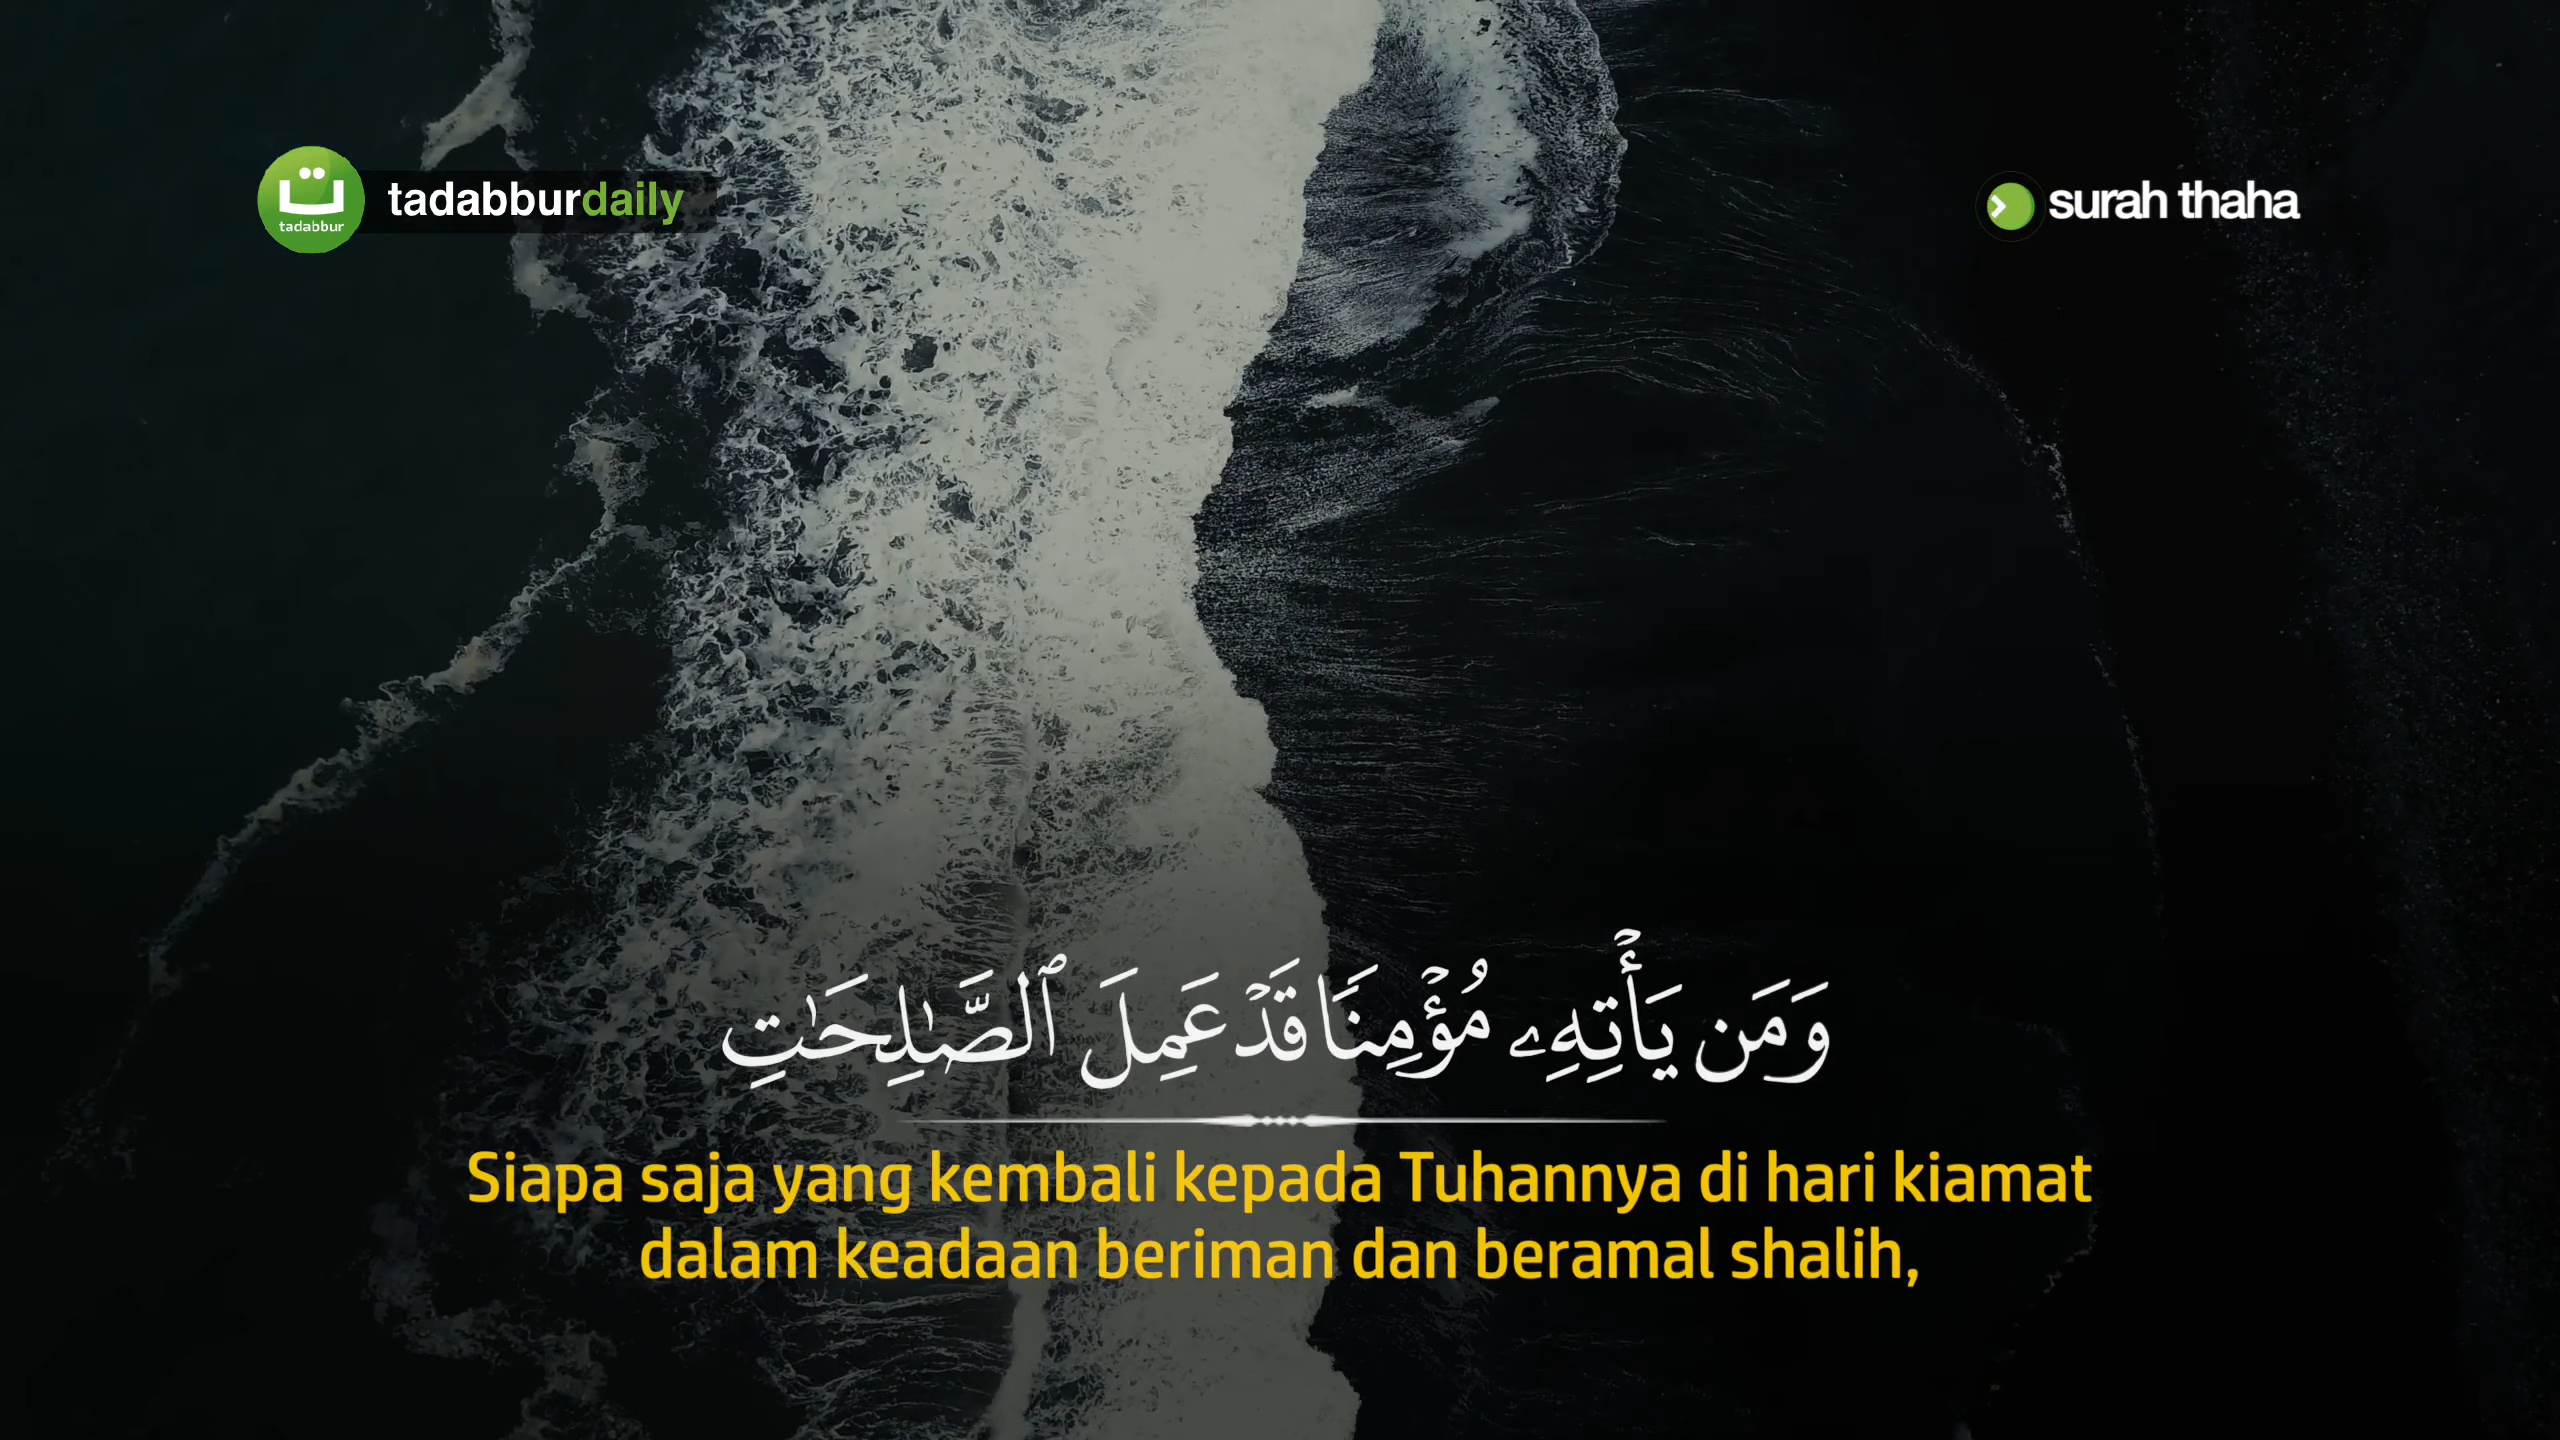 ت
tadabbur
tadabburdaily
surah thaha
وَمَن يَأْتِهِۦ مُؤْمِنًا قَدْ عَمِلَ ٱلصَّـٰلِحَـٰتِ
Siapa saja yang kembali kepada Tuhannya di hari kiamat
dalam keadaan beriman dan beramal shalih,